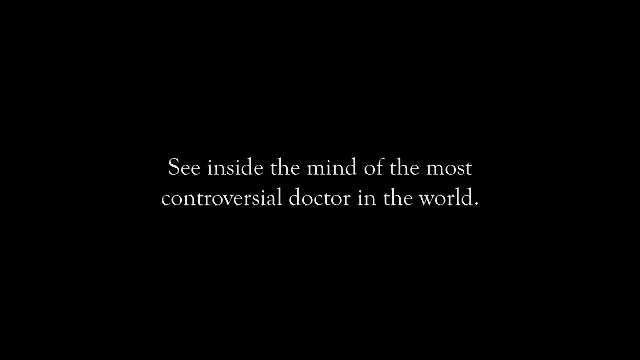 See inside the mind of the most
controversial doctor in the world.